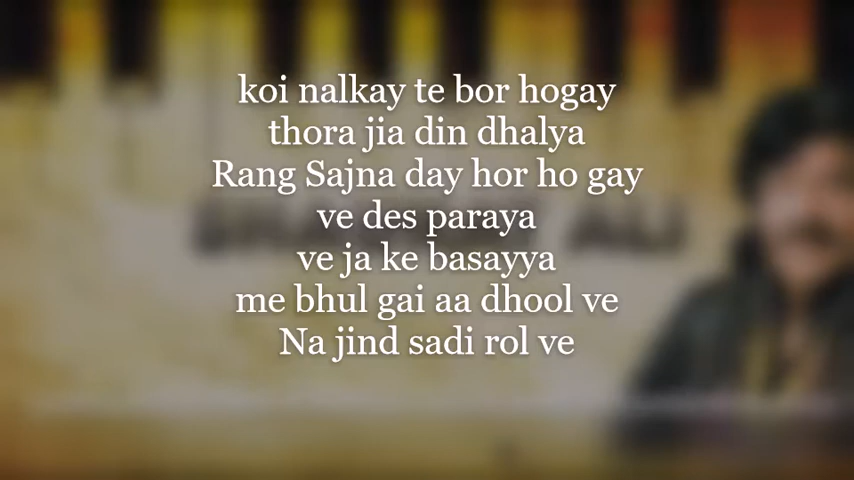 koi nalkay te bor hogay
thora jia din dhalya
Rang Sajna day hor ho gay
ve des paraya
ve ja ke basayya
me bhul gai aa dhool ve
Na jind sadi rol ve